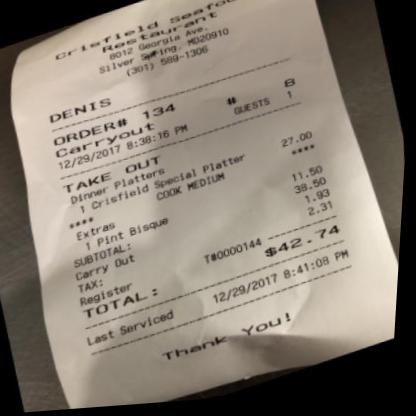 Crisfield Seafood
Restaurant
8012 Georgia Ave.
Silver Spring, MD20910
(301) 589-1306
DENIS
ORDER# 134 # 8
Carryout GUESTS 1
12/29/2017 8:38:16 PM
TAKE OUT
Dinner Platters
1 Crisfield Special Platter 27.00
COOK MEDIUM ****
****
Extras
1 Pint Bisque 11.50
SUBTOTAL: 38.50
Carry Out 1.93
TAX: 2.31
Register T#0000144
TOTAL: $42.74
Last Serviced 12/29/2017 8:41:08 PM
Thank You!